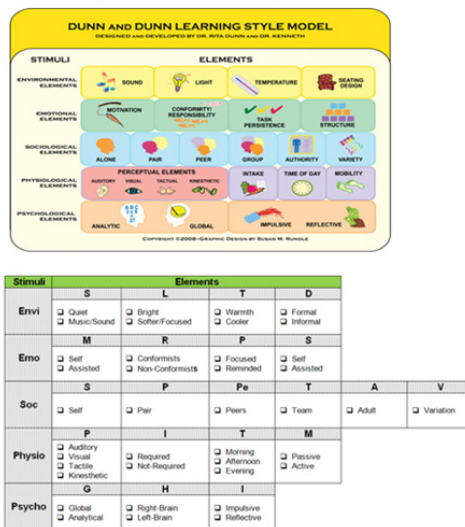 DUNN AND DUNN LEARNING STYLE MODEL
DESIGNED AND DEVELOPED BY DR. RITA DUNN AND DR. KENNETH
STIMULI ELEMENTS
ENVIRONMENTAL ELEMENTS SOUND LIGHT TEMPERATURE SEATING DESIGN
EMOTIONAL ELEMENTS MOTIVATION CONFORMITY/ RESPONSIBILITY TASK PERSISTENCE STRUCTURE
SOCIOLOGICAL ELEMENTS ALONE PAIR PEER GROUP AUTHORITY VARIETY
PHYSIOLOGICAL ELEMENTS PERCEPTUAL ELEMENTS
AUDITORY VISUAL TACTUAL KINESTHETIC INTAKE TIME OF DAY MOBILITY
PSYCHOLOGICAL ELEMENTS ANALYTIC GLOBAL IMPULSIVE REFLECTIVE
COPYRIGHT ©2008–GRAPHIC DESIGN BY SUSAN M. RUNDLE
Stimuli Elements
S L T D
Envi
Quiet Bright Warmth Formal
Music/Sound Softer/Focused Cooler Informal
M R P S
Emo
Self Conformists Focused Self
Assisted Non-Conformists Reminded Assisted
S P Pe T A V
Soc
Self Pair Peers Team Adult Variation
P I T M
Physio
Auditory
Visual Required Morning Passive
Tactile Not-Required Afternoon Active
Kinesthetic Evening
G H I
Psycho
Global Right-Brain Impulsive
Analytical Left-Brain Reflective